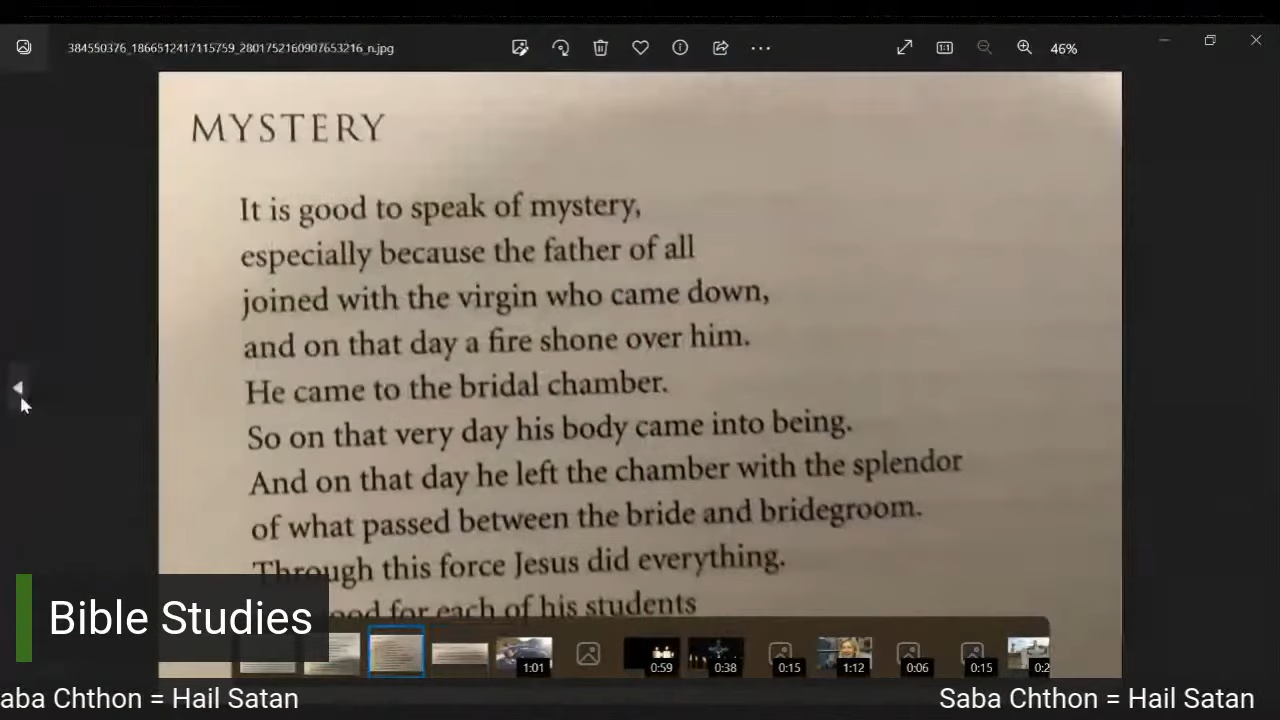 384550376_1866512417115759_2801752160907653216_n.jpg
46%
MYSTERY
It is good to speak of mystery,
especially because the father of all
joined with the virgin who came down,
and on that day a fire shone over him.
He came to the bridal chamber.
So on that very day his body came into being.
And on that day he left the chamber with the splendor
of what passed between the bride and bridegroom.
Through this force Jesus did everything.
for each of his students
Bible Studies
1:01
0:59
0:38
0:15
1:12
0:06
0:15
0:2
aba Chthon = Hail Satan
Saba Chthon = Hail Satan